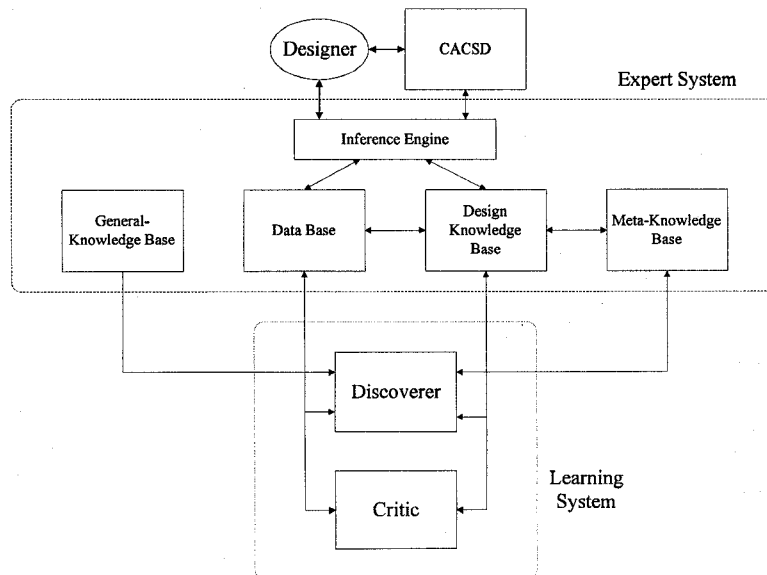 Designer
CACSD
Expert System
Inference Engine
General-
Knowledge Base
Data Base
Design
Knowledge
Base
Meta-Knowledge
Base
Discoverer
Learning
System
Critic